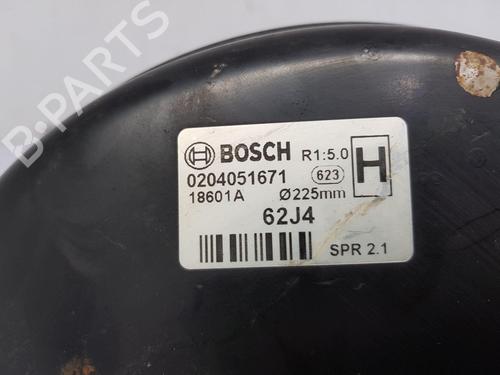 BOSCH R1:5.0 H
0204051671 623
18601A Ø225mm
62J4
SPR 2.1
B-PARTS